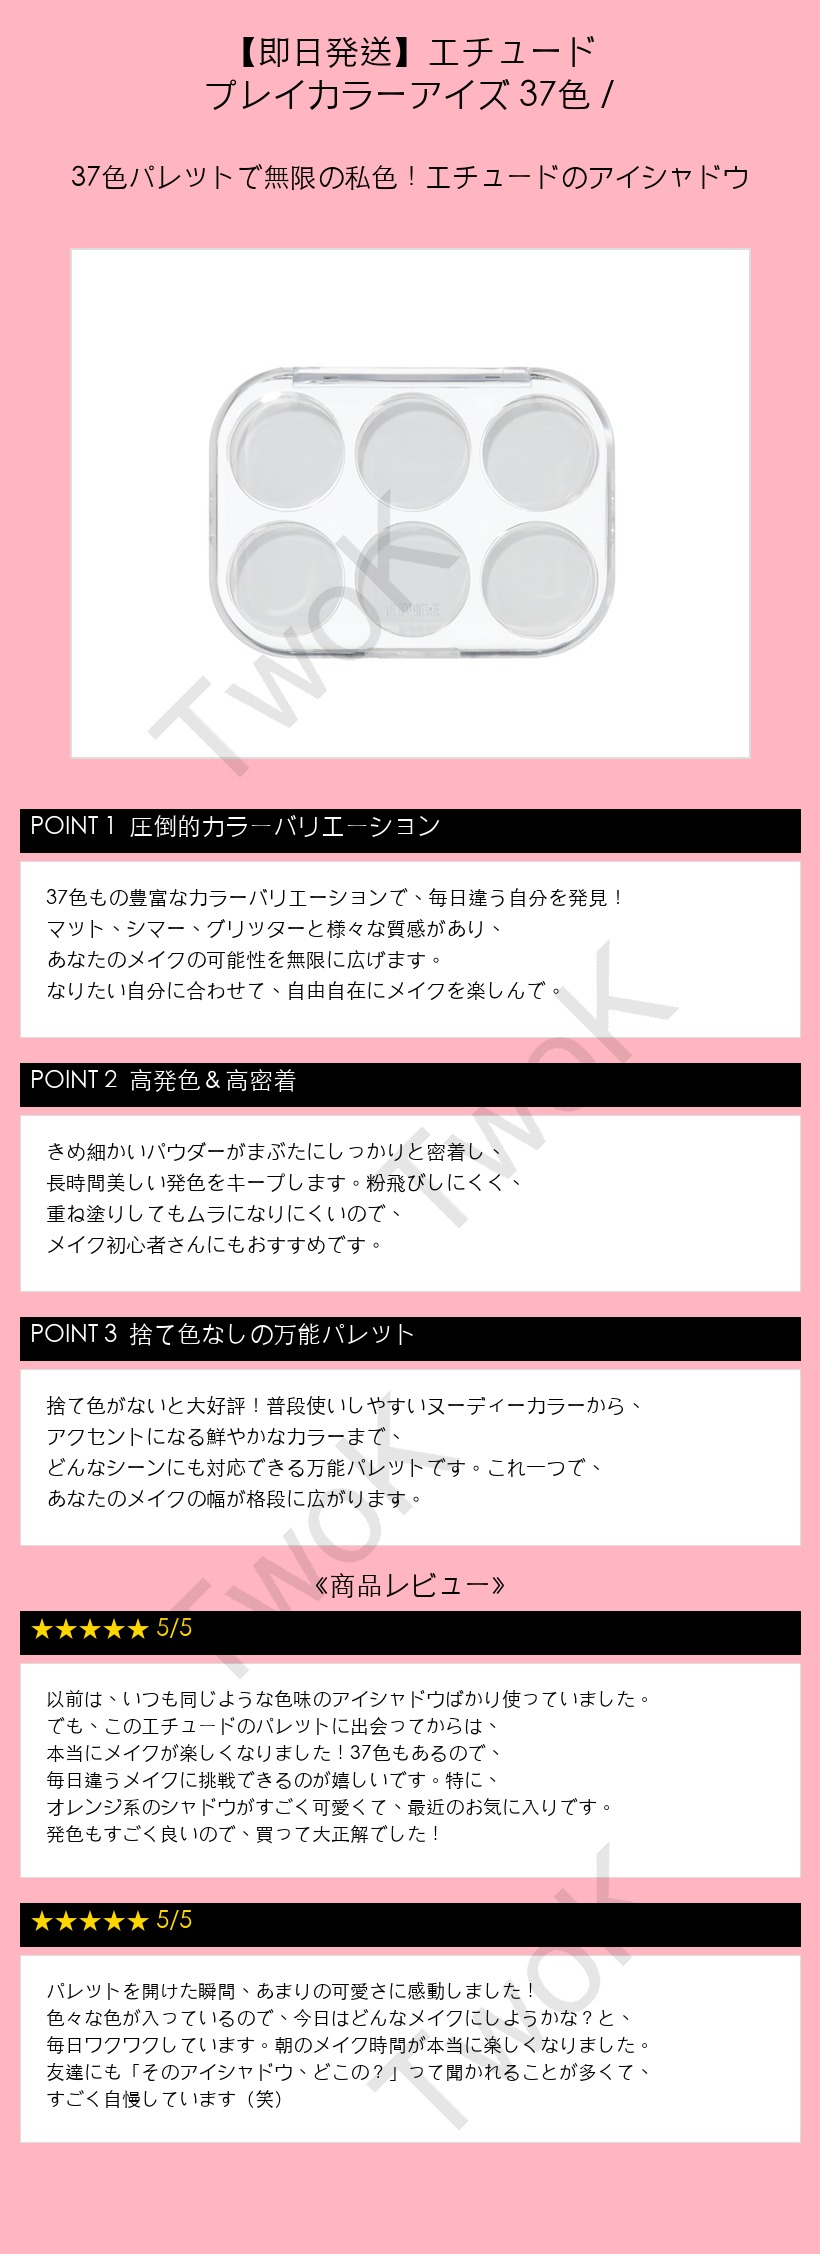 【即日発送】エチュード
プレイカラーアイズ 37色 /
37色パレットで無限の私色！エチュードのアイシャドウ
TwoK
POINT 1 圧倒的カラーバリエーション
37色もの豊富なカラーバリエーションで、毎日違う自分を発見！
マット、シマー、グリッターと様々な質感があり、
あなたのメイクの可能性を無限に広げます。
なりたい自分に合わせて、自由自在にメイクを楽しんで。
TwoK
POINT 2 高発色＆高密着
きめ細かいパウダーがまぶたにしっかりと密着し、
長時間美しい発色をキープします。粉飛びしにくく、
重ね塗りしてもムラになりにくいので、
メイク初心者さんにもおすすめです。
POINT 3 捨て色なしの万能パレット
捨て色がないと大好評！普段使いしやすいヌーディーカラーから、
アクセントになる鮮やかなカラーまで、
どんなシーンにも対応できる万能パレットです。これ一つで、
あなたのメイクの幅が格段に広がります。
TwoK
《商品レビュー》
★★★★★ 5/5
以前は、いつも同じような色味のアイシャドウばかり使っていました。
でも、このエチュードのパレットに出会ってからは、
本当にメイクが楽しくなりました！37色もあるので、
毎日違うメイクに挑戦できるのが嬉しいです。特に、
オレンジ系のシャドウがすごく可愛くて、最近のお気に入りです。
発色もすごく良いので、買って大正解でした！
★★★★★ 5/5
パレットを開けた瞬間、あまりの可愛さに感動しました！
色々な色が入っているので、今日はどんなメイクにしようかな？と、
毎日ワクワクしています。朝のメイク時間が本当に楽しくなりました。
友達にも「そのアイシャドウ、どこの？」って聞かれることが多くて、
すごく自慢しています（笑）
TwoK